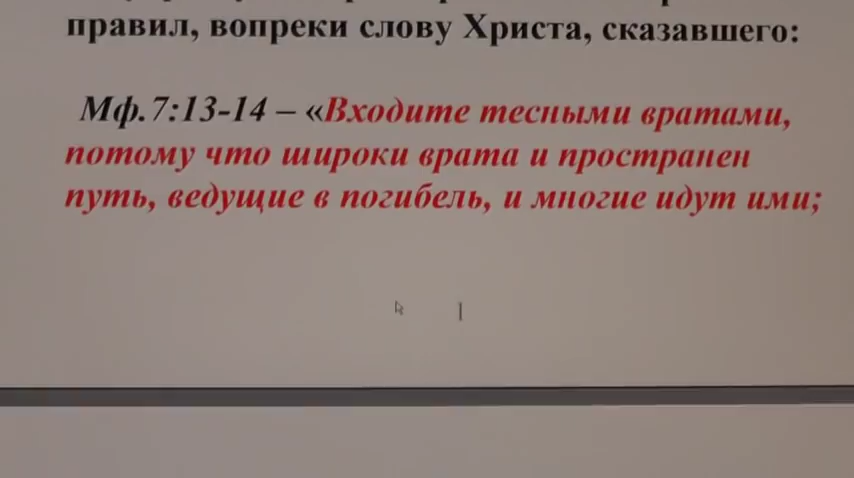 правил, вопреки слову Христа, сказавшего:
Мф.7:13-14 – «Входите тесными вратами,
потому что широки врата и пространен
путь, ведущие в погибель, и многие идут ими;